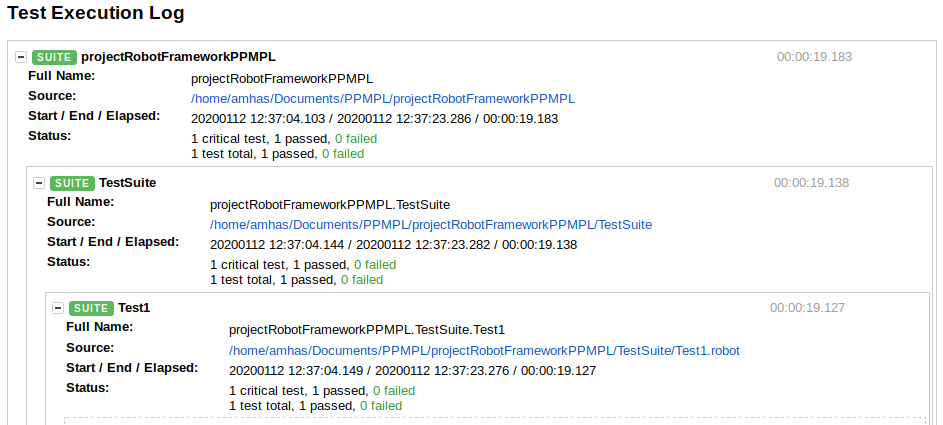 Test Execution Log
SUITE projectRobotFrameworkPPMPL 00:00:19.183
Full Name: projectRobotFrameworkPPMPL
Source: /home/amhas/Documents/PPMPL/projectRobotFrameworkPPMPL
Start / End / Elapsed: 20200112 12:37:04.103 / 20200112 12:37:23.286 / 00:00:19.183
Status: 1 critical test, 1 passed, 0 failed
1 test total, 1 passed, 0 failed
SUITE TestSuite 00:00:19.138
Full Name: projectRobotFrameworkPPMPL.TestSuite
Source: /home/amhas/Documents/PPMPL/projectRobotFrameworkPPMPL/TestSuite
Start / End / Elapsed: 20200112 12:37:04.144 / 20200112 12:37:23.282 / 00:00:19.138
Status: 1 critical test, 1 passed, 0 failed
1 test total, 1 passed, 0 failed
SUITE Test1 00:00:19.127
Full Name: projectRobotFrameworkPPMPL.TestSuite.Test1
Source: /home/amhas/Documents/PPMPL/projectRobotFrameworkPPMPL/TestSuite/Test1.robot
Start / End / Elapsed: 20200112 12:37:04.149 / 20200112 12:37:23.276 / 00:00:19.127
Status: 1 critical test, 1 passed, 0 failed
1 test total, 1 passed, 0 failed